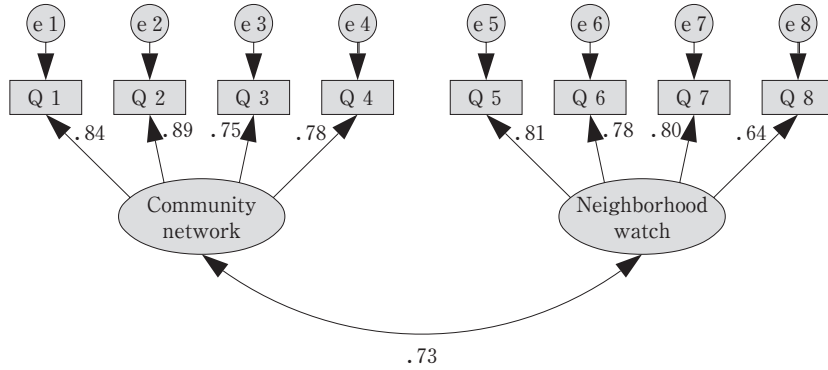 e 1 e 2 e 3 e 4 e 5 e 6 e 7 e 8
Q 1 Q 2 Q 3 Q 4 Q 5 Q 6 Q 7 Q 8
.84 .89 .75 .78 .81 .78 .80 .64
Community
network
Neighborhood
watch
.73